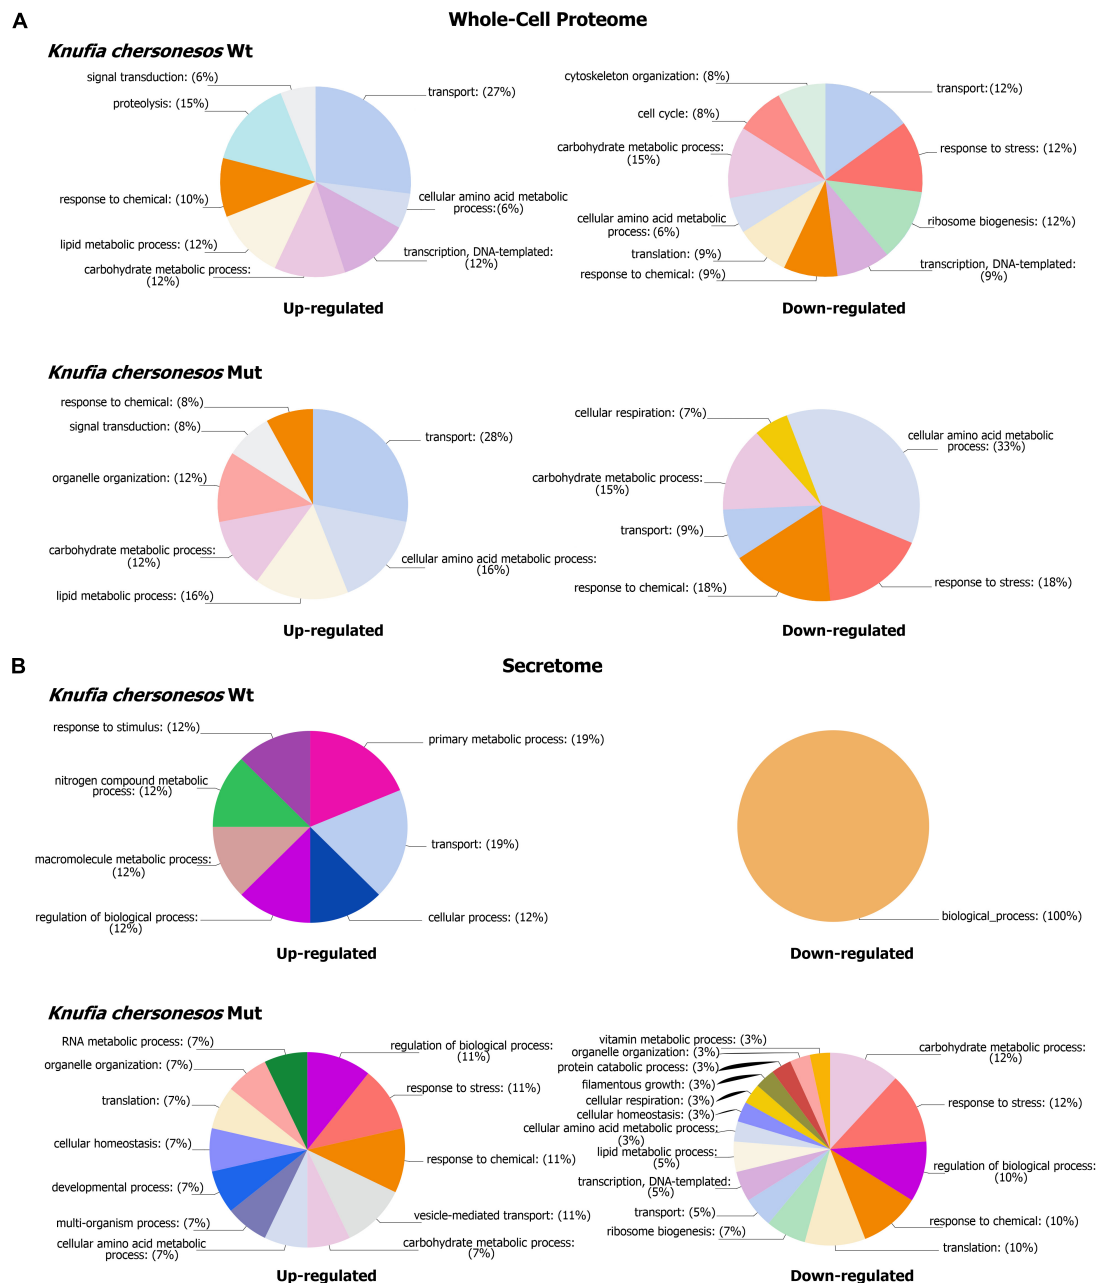 A
Whole-Cell Proteome
Knufia chersonesos Wt
signal transduction: (6%)
proteolysis: (15%)
response to chemical: (10%)
lipid metabolic process: (12%)
carbohydrate metabolic process:
(12%)
transport: (27%)
cellular amino acid metabolic
process:(6%)
transcription, DNA-templated:
(12%)
Up-regulated
cytoskeleton organization: (8%)
cell cycle: (8%)
carbohydrate metabolic process:
(15%)
cellular amino acid metabolic
process: (6%)
translation: (9%)
response to chemical: (9%)
transport:(12%)
response to stress: (12%)
ribosome biogenesis: (12%)
transcription, DNA-templated:
(9%)
Down-regulated
Knufia chersonesos Mut
response to chemical: (8%)
signal transduction: (8%)
organelle organization: (12%)
carbohydrate metabolic process:
(12%)
lipid metabolic process: (16%)
transport: (28%)
cellular amino acid metabolic process:
(16%)
Up-regulated
cellular respiration: (7%)
carbohydrate metabolic process:
(15%)
transport: (9%)
response to chemical: (18%)
cellular amino acid metabolic
process: (33%)
response to stress: (18%)
Down-regulated
B
Secretome
Knufia chersonesos Wt
response to stimulus: (12%)
nitrogen compound metabolic
process: (12%)
macromolecule metabolic process:
(12%)
regulation of biological process:
(12%)
primary metabolic process: (19%)
transport: (19%)
cellular process: (12%)
Up-regulated
biological_process: (100%)
Down-regulated
Knufia chersonesos Mut
RNA metabolic process: (7%)
organelle organization: (7%)
translation: (7%)
cellular homeostasis: (7%)
developmental process: (7%)
multi-organism process: (7%)
cellular amino acid metabolic
process: (7%)
regulation of biological process:
(11%)
response to stress: (11%)
response to chemical: (11%)
vesicle-mediated transport: (11%)
carbohydrate metabolic process:
(7%)
Up-regulated
vitamin metabolic process: (3%)
organelle organization: (3%)
protein catabolic process: (3%)
filamentous growth: (3%)
cellular respiration: (3%)
cellular homeostasis: (3%)
cellular amino acid metabolic process:
(3%)
lipid metabolic process:
(5%)
transcription, DNA-templated:
(5%)
transport: (5%)
ribosome biogenesis: (7%)
carbohydrate metabolic process:
(12%)
response to stress: (12%)
regulation of biological process:
(10%)
response to chemical: (10%)
translation: (10%)
Down-regulated